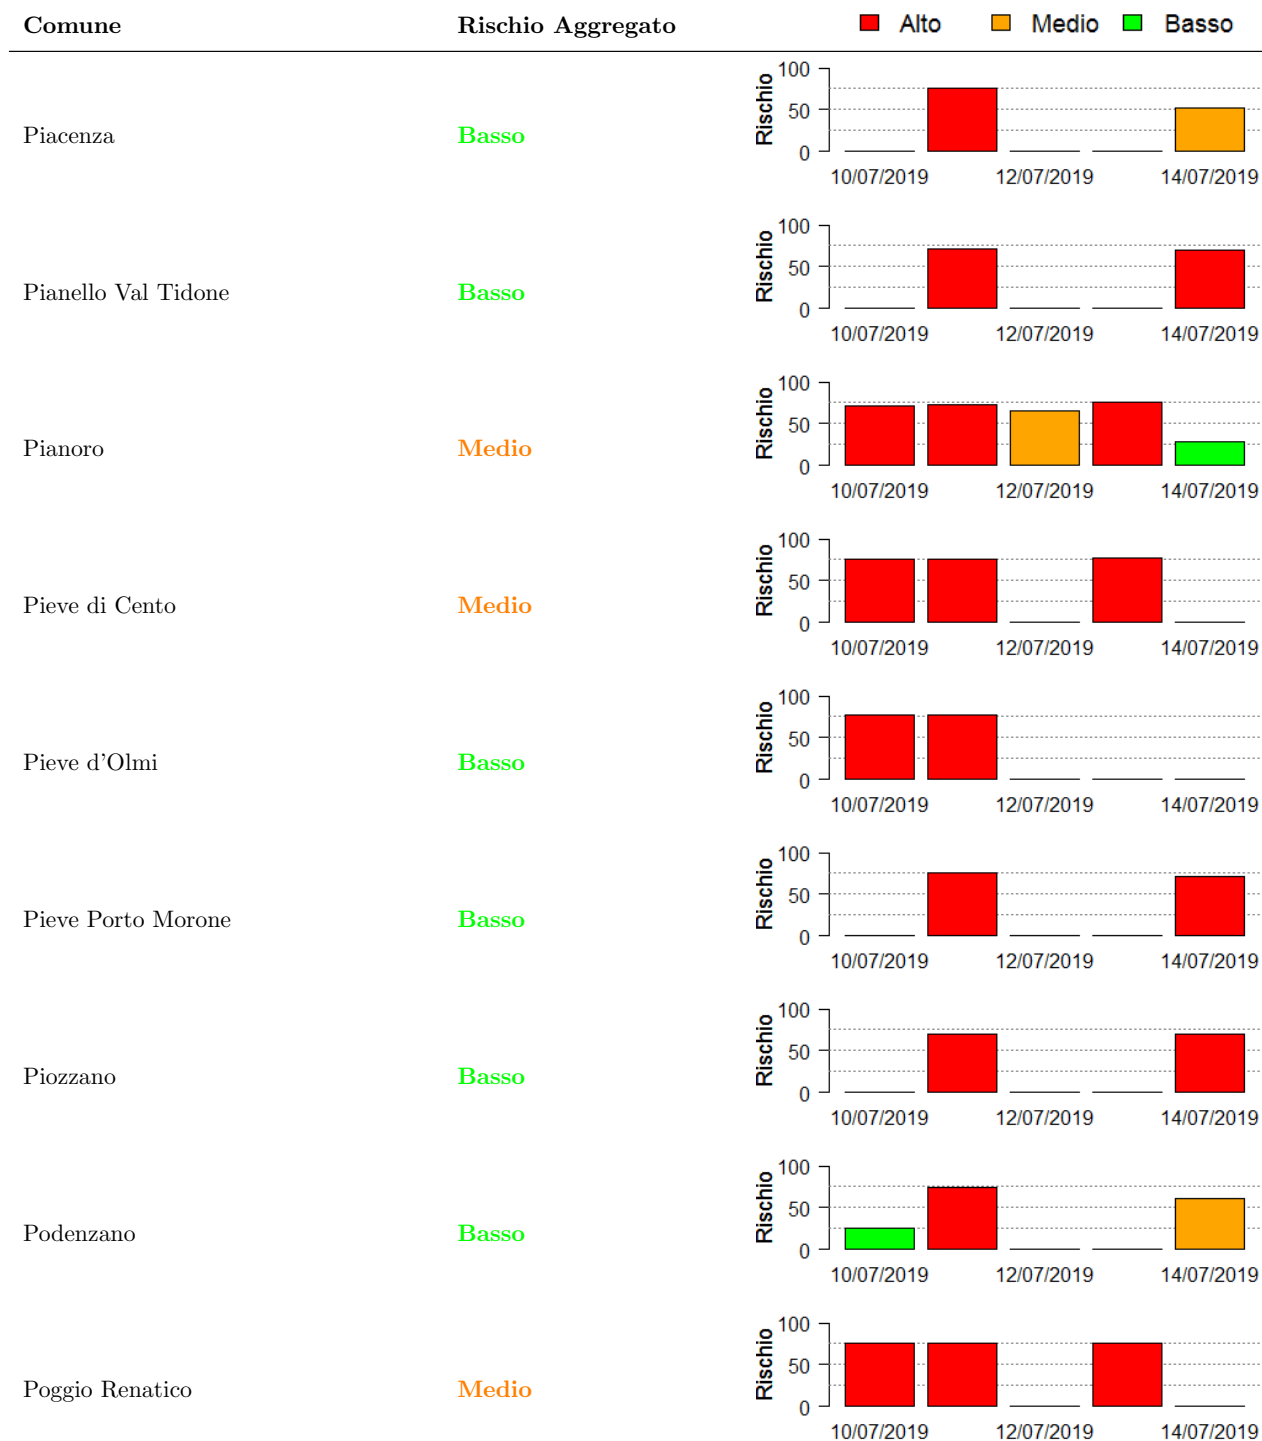 Comune Rischio Aggregato Alto Medio Basso
Piacenza Basso Rischio 100 50 0
10/07/2019 12/07/2019 14/07/2019
Pianello Val Tidone Basso Rischio 100 50 0
10/07/2019 12/07/2019 14/07/2019
Pianoro Medio Rischio 100 50 0
10/07/2019 12/07/2019 14/07/2019
Pieve di Cento Medio Rischio 100 50 0
10/07/2019 12/07/2019 14/07/2019
Pieve d'Olmi Basso Rischio 100 50 0
10/07/2019 12/07/2019 14/07/2019
Pieve Porto Morone Basso Rischio 100 50 0
10/07/2019 12/07/2019 14/07/2019
Piozzano Basso Rischio 100 50 0
10/07/2019 12/07/2019 14/07/2019
Podenzano Basso Rischio 100 50 0
10/07/2019 12/07/2019 14/07/2019
Poggio Renatico Medio Rischio 100 50 0
10/07/2019 12/07/2019 14/07/2019